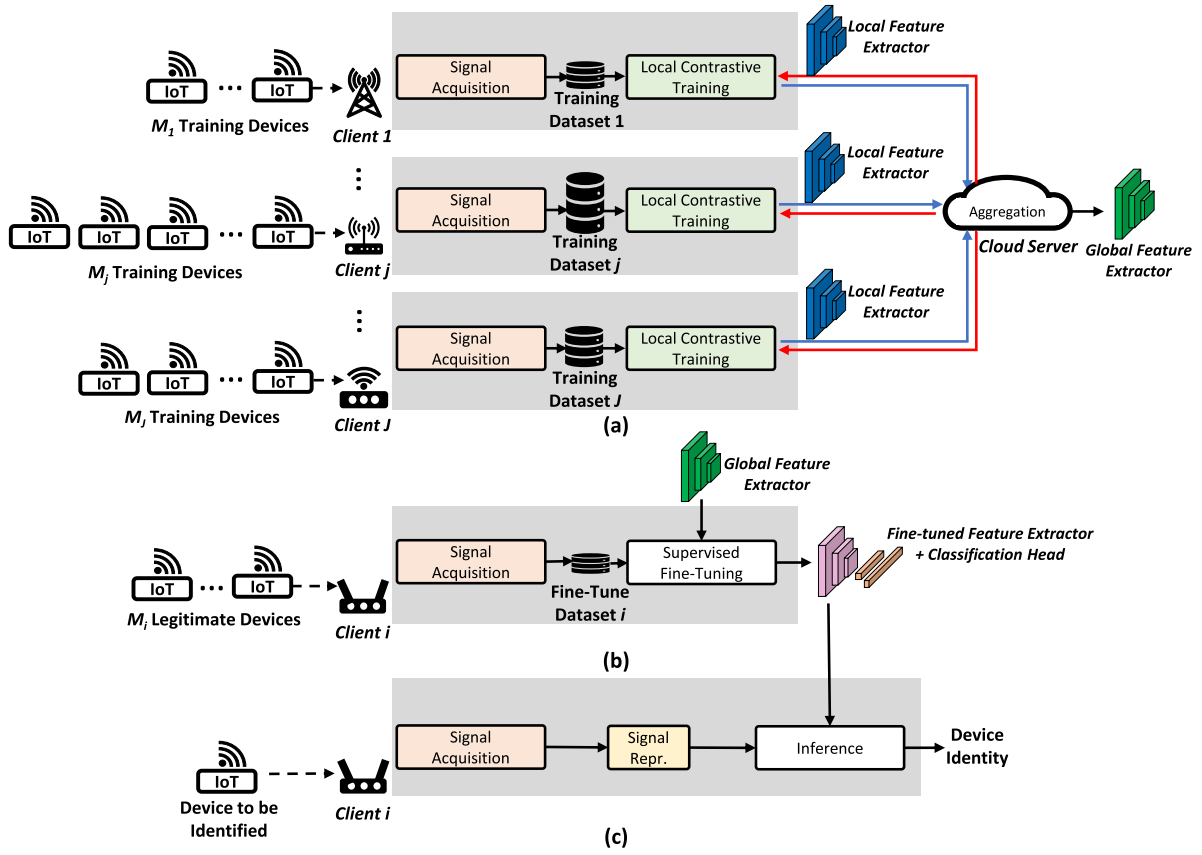 Local Feature
Extractor
IoT
...
IoT
M1 Training Devices
Client 1
Signal
Acquisition
Training
Dataset 1
Local Contrastive
Training
Local Feature
Extractor
IoT
IoT
IoT
...
IoT
Mj Training Devices
Client j
Signal
Acquisition
Training
Dataset j
Local Contrastive
Training
Aggregation
Cloud Server
Global Feature
Extractor
Local Feature
Extractor
IoT
IoT
...
IoT
MJ Training Devices
Client J
Signal
Acquisition
Training
Dataset J
Local Contrastive
Training
(a)
Global Feature
Extractor
IoT
...
IoT
Mi Legitimate Devices
Client i
Signal
Acquisition
Fine-Tune
Dataset i
Supervised
Fine-Tuning
Fine-tuned Feature Extractor
+ Classification Head
(b)
IoT
Device to be
Identified
Client i
Signal
Acquisition
Signal
Repr.
Inference
Device
Identity
(c)